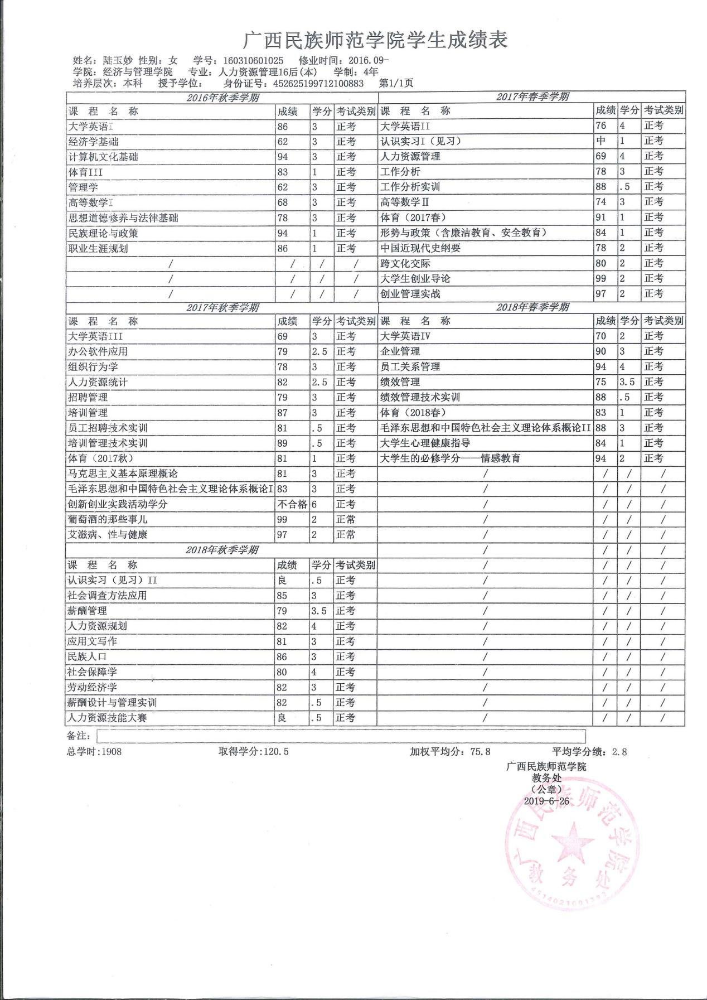 广西民族师范学院学生成绩表
姓名: 陆玉妙 性别: 女 学号: 160310601025 修业时间: 2016.09-
学院: 经济与管理学院 专业: 人力资源管理16后(本) 学制: 4年
培养层次: 本科 授予学位: 身份证号: 452625199712100883 第1/1页
2016年秋季学期 2017年春季学期
课 程 名 称 成绩 学分 考试类别 课 程 名 称 成绩 学分 考试类别
大学英语I 86 3 正考 大学英语II 76 4 正考
经济学基础 62 3 正考 认识实习I（见习） 中 1 正考
计算机文化基础 94 3 正考 人力资源管理 69 4 正考
体育III 83 1 正考 工作分析 78 3 正考
管理学 62 3 正考 工作分析实训 88 .5 正考
高等数学I 68 3 正考 高等数学Ⅱ 74 3 正考
思想道德修养与法律基础 78 3 正考 体育（2017春） 91 1 正考
民族理论与政策 94 1 正考 形势与政策（含廉洁教育、安全教育） 84 1 正考
职业生涯规划 86 1 正考 中国近现代史纲要 78 2 正考
/ / / / 跨文化交际 80 2 正考
/ / / / 大学生创业导论 99 2 正考
/ / / / 创业管理实战 97 2 正考
2017年秋季学期 2018年春季学期
课 程 名 称 成绩 学分 考试类别 课 程 名 称 成绩 学分 考试类别
大学英语III 69 3 正考 大学英语IV 70 2 正考
办公软件应用 79 2.5 正考 企业管理 90 3 正考
组织行为学 78 3 正考 员工关系管理 94 4 正考
人力资源统计 82 2.5 正考 绩效管理 75 3.5 正考
招聘管理 79 3 正考 绩效管理技术实训 88 .5 正考
培训管理 87 3 正考 体育（2018春） 83 1 正考
员工招聘技术实训 81 .5 正考 毛泽东思想和中国特色社会主义理论体系概论II 88 3 正考
培训管理技术实训 89 .5 正考 大学生心理健康指导 84 1 正考
体育（2017秋） 81 1 正考 大学生的必修学分——情感教育 94 2 正考
马克思主义基本原理概论 81 3 正考 / / / /
毛泽东思想和中国特色社会主义理论体系概论I 83 3 正考 / / / /
创新创业实践活动学分 不合格 6 正考 / / / /
葡萄酒的那些事儿 99 2 正常 / / / /
艾滋病、性与健康 97 2 正常 / / / /
2018年秋季学期 / / / /
课 程 名 称 成绩 学分 考试类别 / / / /
认识实习（见习）II 良 .5 正考 / / / /
社会调查方法应用 85 3 正考 / / / /
薪酬管理 79 3.5 正考 / / / /
人力资源规划 82 4 正考 / / / /
应用文写作 81 3 正考 / / / /
民族人口 86 3 正考 / / / /
社会保障学 80 4 正考 / / / /
劳动经济学 82 3 正考 / / / /
薪酬设计与管理实训 82 .5 正考 / / / /
人力资源技能大赛 良 .5 正考 / / / /
备注:
总学时:1908 取得学分:120.5 加权平均分: 75.8 平均学分绩: 2.8
广西民族师范学院
教务处
（公章）
2019-6-26
广西民族师范学院
教务处